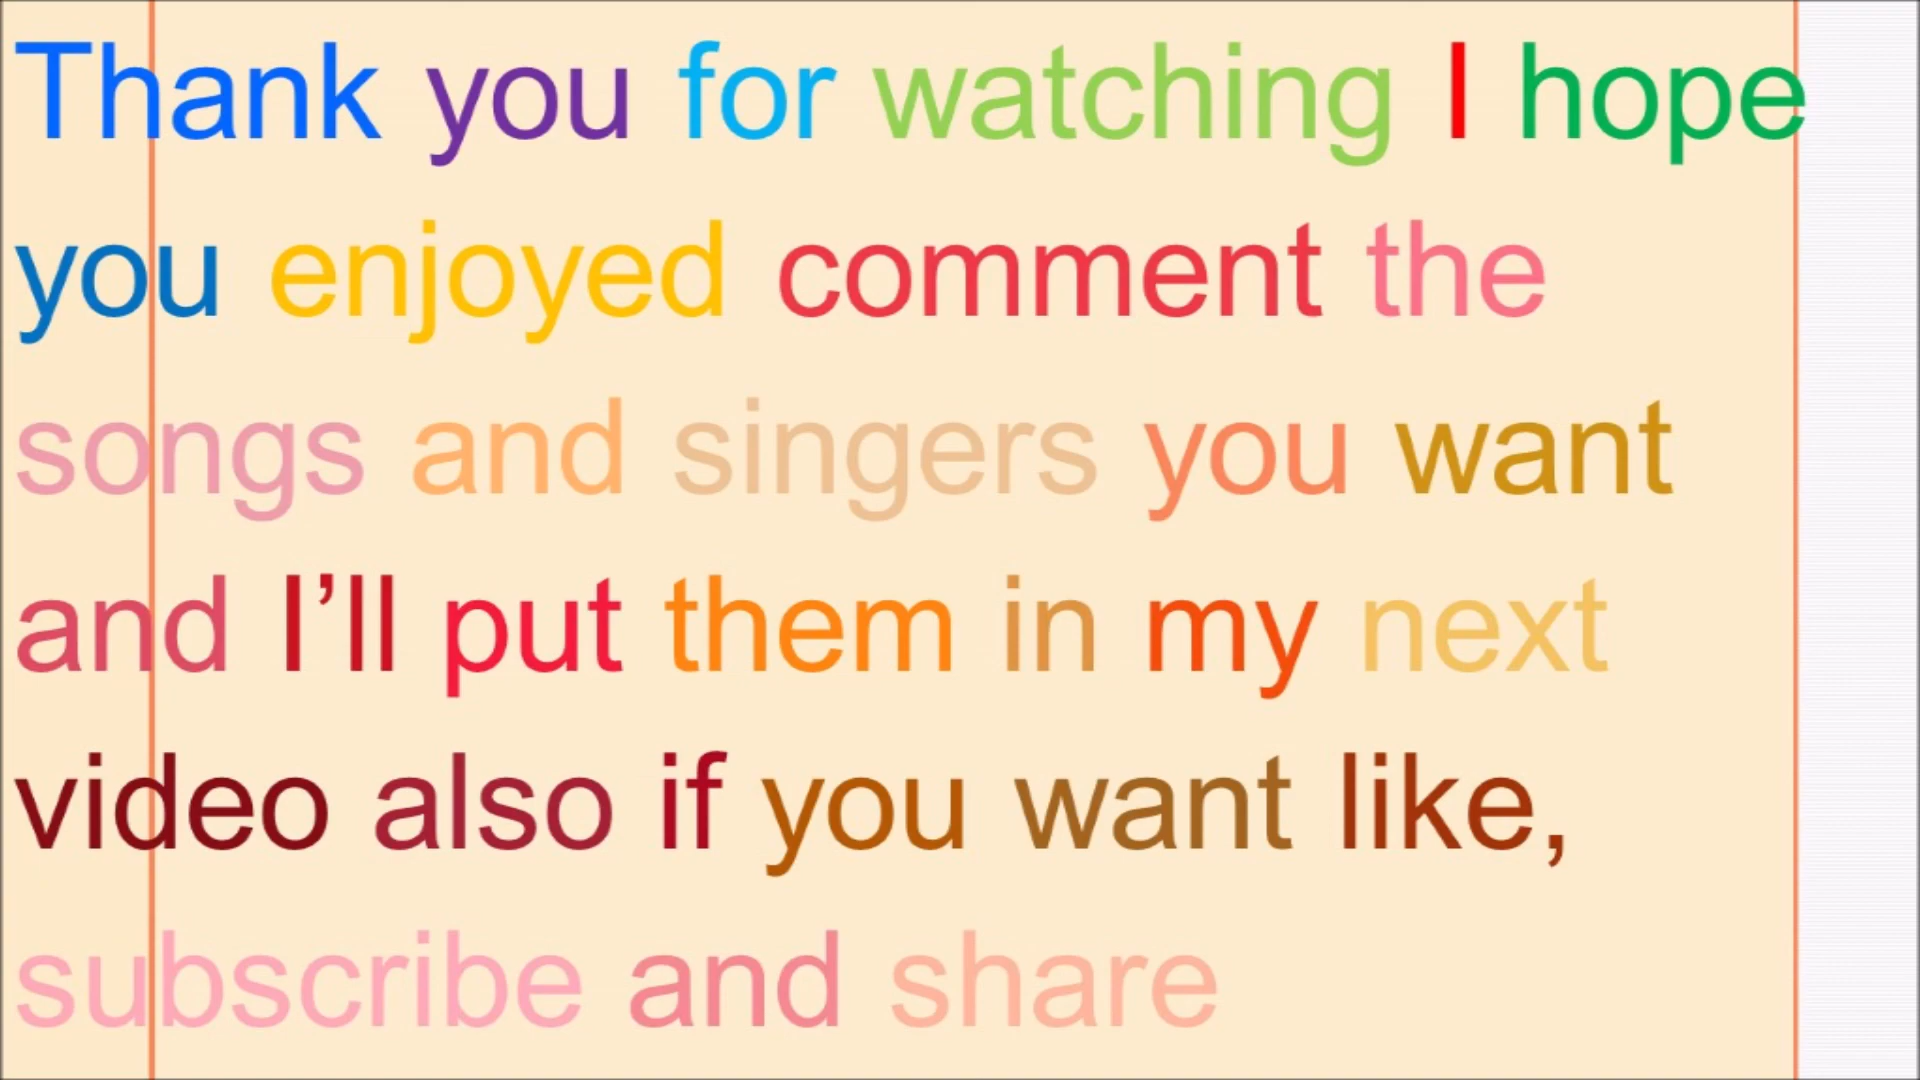 Thank you for watching I hope
you enjoyed comment the
songs and singers you want
and I’ll put them in my next
video also if you want like,
subscribe and share